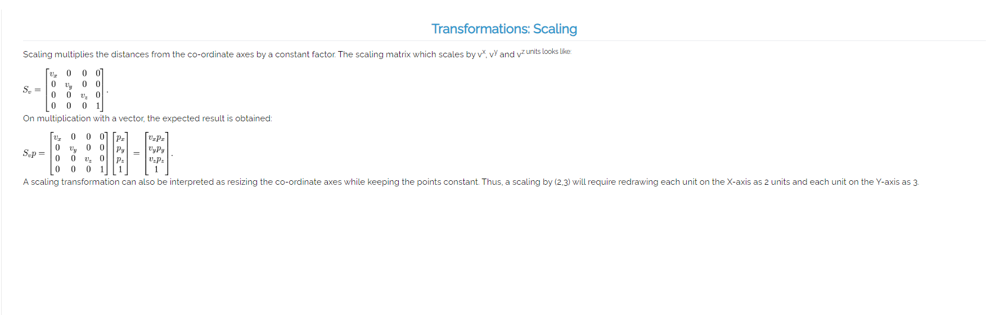 Transformations: Scaling
Scaling multiplies the distances from the co-ordinate axes by a constant factor. The scaling matrix which scales by vˣ, vʸ and vᶻ units looks like:
S_v = \begin{bmatrix} v_x & 0 & 0 & 0 \\ 0 & v_y & 0 & 0 \\ 0 & 0 & v_z & 0 \\ 0 & 0 & 0 & 1 \end{bmatrix}.
On multiplication with a vector, the expected result is obtained:
S_v p = \begin{bmatrix} v_x & 0 & 0 & 0 \\ 0 & v_y & 0 & 0 \\ 0 & 0 & v_z & 0 \\ 0 & 0 & 0 & 1 \end{bmatrix} \begin{bmatrix} p_x \\ p_y \\ p_z \\ 1 \end{bmatrix} = \begin{bmatrix} v_x p_x \\ v_y p_y \\ v_z p_z \\ 1 \end{bmatrix}.
A scaling transformation can also be interpreted as resizing the co-ordinate axes while keeping the points constant. Thus, a scaling by (2,3) will require redrawing each unit on the X-axis as 2 units and each unit on the Y-axis as 3.